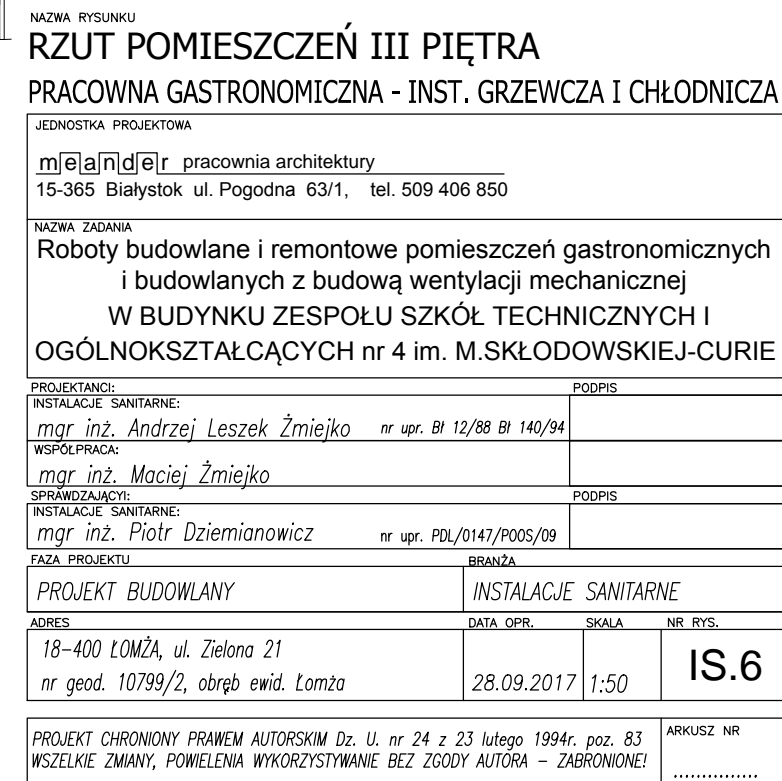 NAZWA RYSUNKU
RZUT POMIESZCZEŃ III PIĘTRA
PRACOWNA GASTRONOMICZNA - INST. GRZEWCZA I CHŁODNICZA
JEDNOSTKA PROJEKTOWA
meander pracownia architektury
15-365 Białystok ul. Pogodna 63/1, tel. 509 406 850
NAZWA ZADANIA
Roboty budowlane i remontowe pomieszczeń gastronomicznych
i budowlanych z budową wentylacji mechanicznej
W BUDYNKU ZESPOŁU SZKÓŁ TECHNICZNYCH I
OGÓLNOKSZTAŁCĄCYCH nr 4 im. M.SKŁODOWSKIEJ-CURIE
PROJEKTANCI: PODPIS
INSTALACJE SANITARNE:
mgr inż. Andrzej Leszek Żmiejko nr upr. Bł 12/88 Bł 140/94
WSPÓŁPRACA:
mgr inż. Maciej Żmiejko
SPRAWDZAJĄCYI: PODPIS
INSTALACJE SANITARNE:
mgr inż. Piotr Dziemianowicz nr upr. PDL/0147/POOS/09
FAZA PROJEKTU BRANŻA
PROJEKT BUDOWLANY INSTALACJE SANITARNE
ADRES DATA OPR. SKALA NR RYS.
18-400 ŁOMŻA, ul. Zielona 21
nr geod. 10799/2, obręb ewid. Łomża 28.09.2017 1:50 IS.6
PROJEKT CHRONIONY PRAWEM AUTORSKIM Dz. U. nr 24 z 23 lutego 1994r. poz. 83 ARKUSZ NR
WSZELKIE ZMIANY, POWIELENIA WYKORZYSTYWANIE BEZ ZGODY AUTORA – ZABRONIONE! ...............